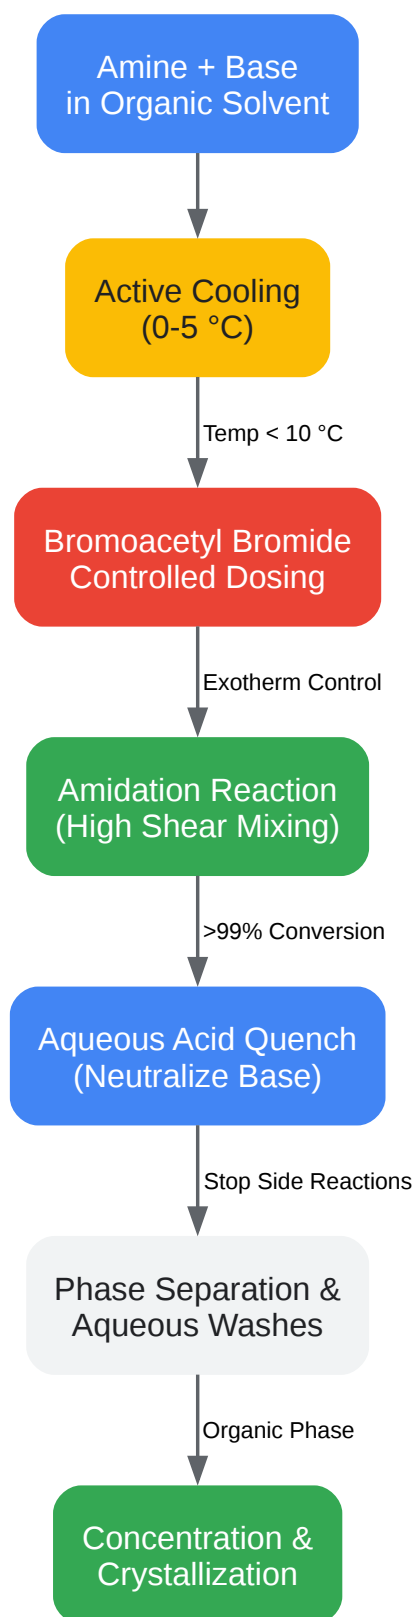 Amine + Base
in Organic Solvent
Active Cooling
(0-5 °C)
Temp < 10 °C
Bromoacetyl Bromide
Controlled Dosing
Exotherm Control
Amidation Reaction
(High Shear Mixing)
>99% Conversion
Aqueous Acid Quench
(Neutralize Base)
Stop Side Reactions
Phase Separation &
Aqueous Washes
Organic Phase
Concentration &
Crystallization